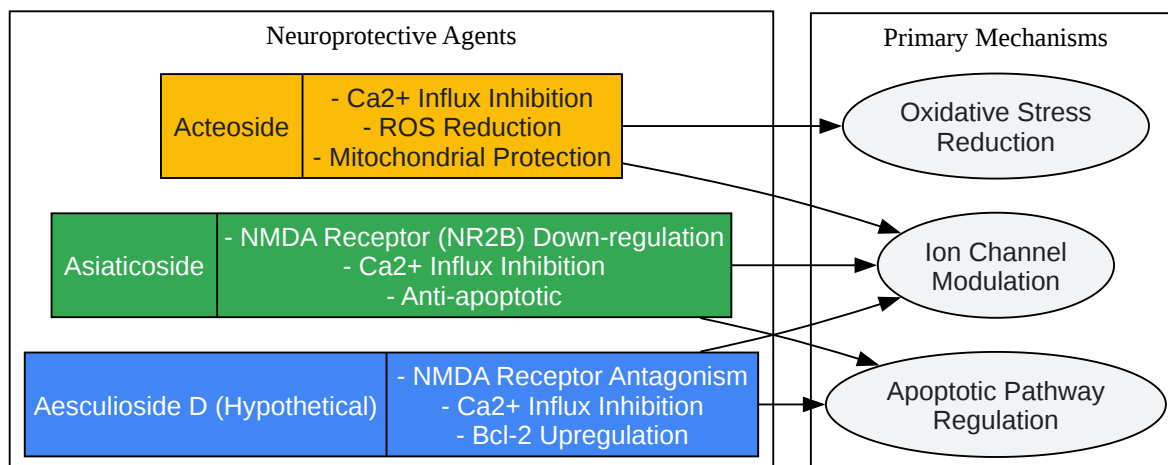 Neuroprotective Agents
Primary Mechanisms
Acteoside
- Ca2+ Influx Inhibition
- ROS Reduction
- Mitochondrial Protection
Oxidative Stress
Reduction
Asiaticoside
- NMDA Receptor (NR2B) Down-regulation
- Ca2+ Influx Inhibition
- Anti-apoptotic
Ion Channel
Modulation
Aesculioside D (Hypothetical)
- NMDA Receptor Antagonism
- Ca2+ Influx Inhibition
- Bcl-2 Upregulation
Apoptotic Pathway
Regulation